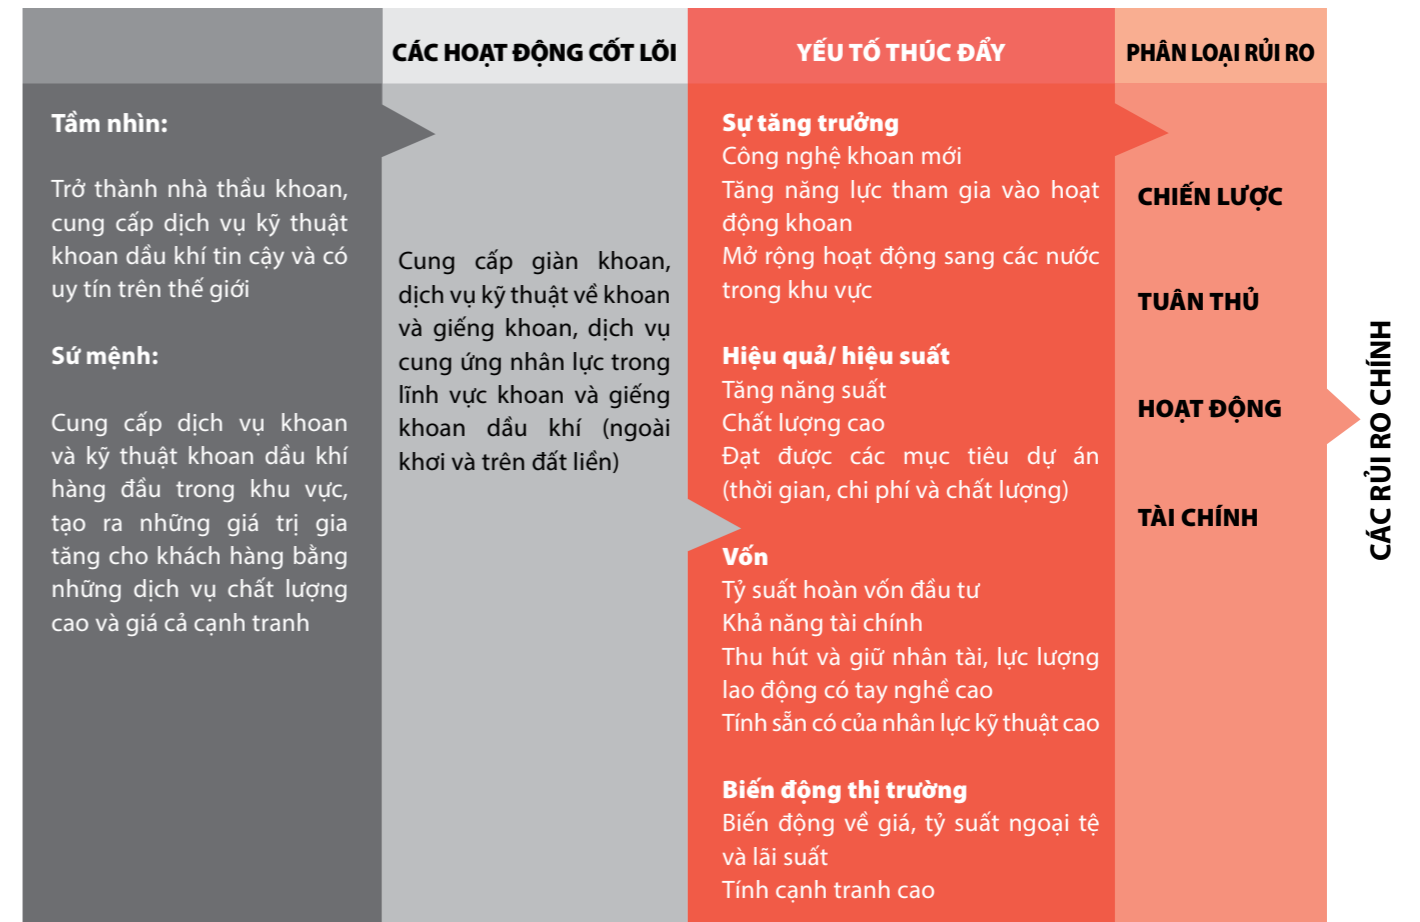 CÁC HOẠT ĐỘNG CỐT LÕI
YẾU TỐ THÚC ĐẨY
PHÂN LOẠI RỦI RO
Tầm nhìn:
Trở thành nhà thầu khoan,
cung cấp dịch vụ kỹ thuật
khoan dầu khí tin cậy và có
uy tín trên thế giới
Sứ mệnh:
Cung cấp dịch vụ khoan
và kỹ thuật khoan dầu khí
hàng đầu trong khu vực,
tạo ra những giá trị gia
tăng cho khách hàng bằng
những dịch vụ chất lượng
cao và giá cả cạnh tranh
Cung cấp giàn khoan,
dịch vụ kỹ thuật về khoan
và giếng khoan, dịch vụ
cung ứng nhân lực trong
lĩnh vực khoan và giếng
khoan dầu khí (ngoài
khơi và trên đất liền)
Sự tăng trưởng
Công nghệ khoan mới
Tăng năng lực tham gia vào hoạt
động khoan
Mở rộng hoạt động sang các nước
trong khu vực
Hiệu quả/ hiệu suất
Tăng năng suất
Chất lượng cao
Đạt được các mục tiêu dự án
(thời gian, chi phí và chất lượng)
Vốn
Tỷ suất hoàn vốn đầu tư
Khả năng tài chính
Thu hút và giữ nhân tài, lực lượng
lao động có tay nghề cao
Tính sẵn có của nhân lực kỹ thuật cao
Biến động thị trường
Biến động về giá, tỷ suất ngoại tệ
và lãi suất
Tính cạnh tranh cao
CHIẾN LƯỢC
TUÂN THỦ
HOẠT ĐỘNG
TÀI CHÍNH
CÁC RỦI RO CHÍNH